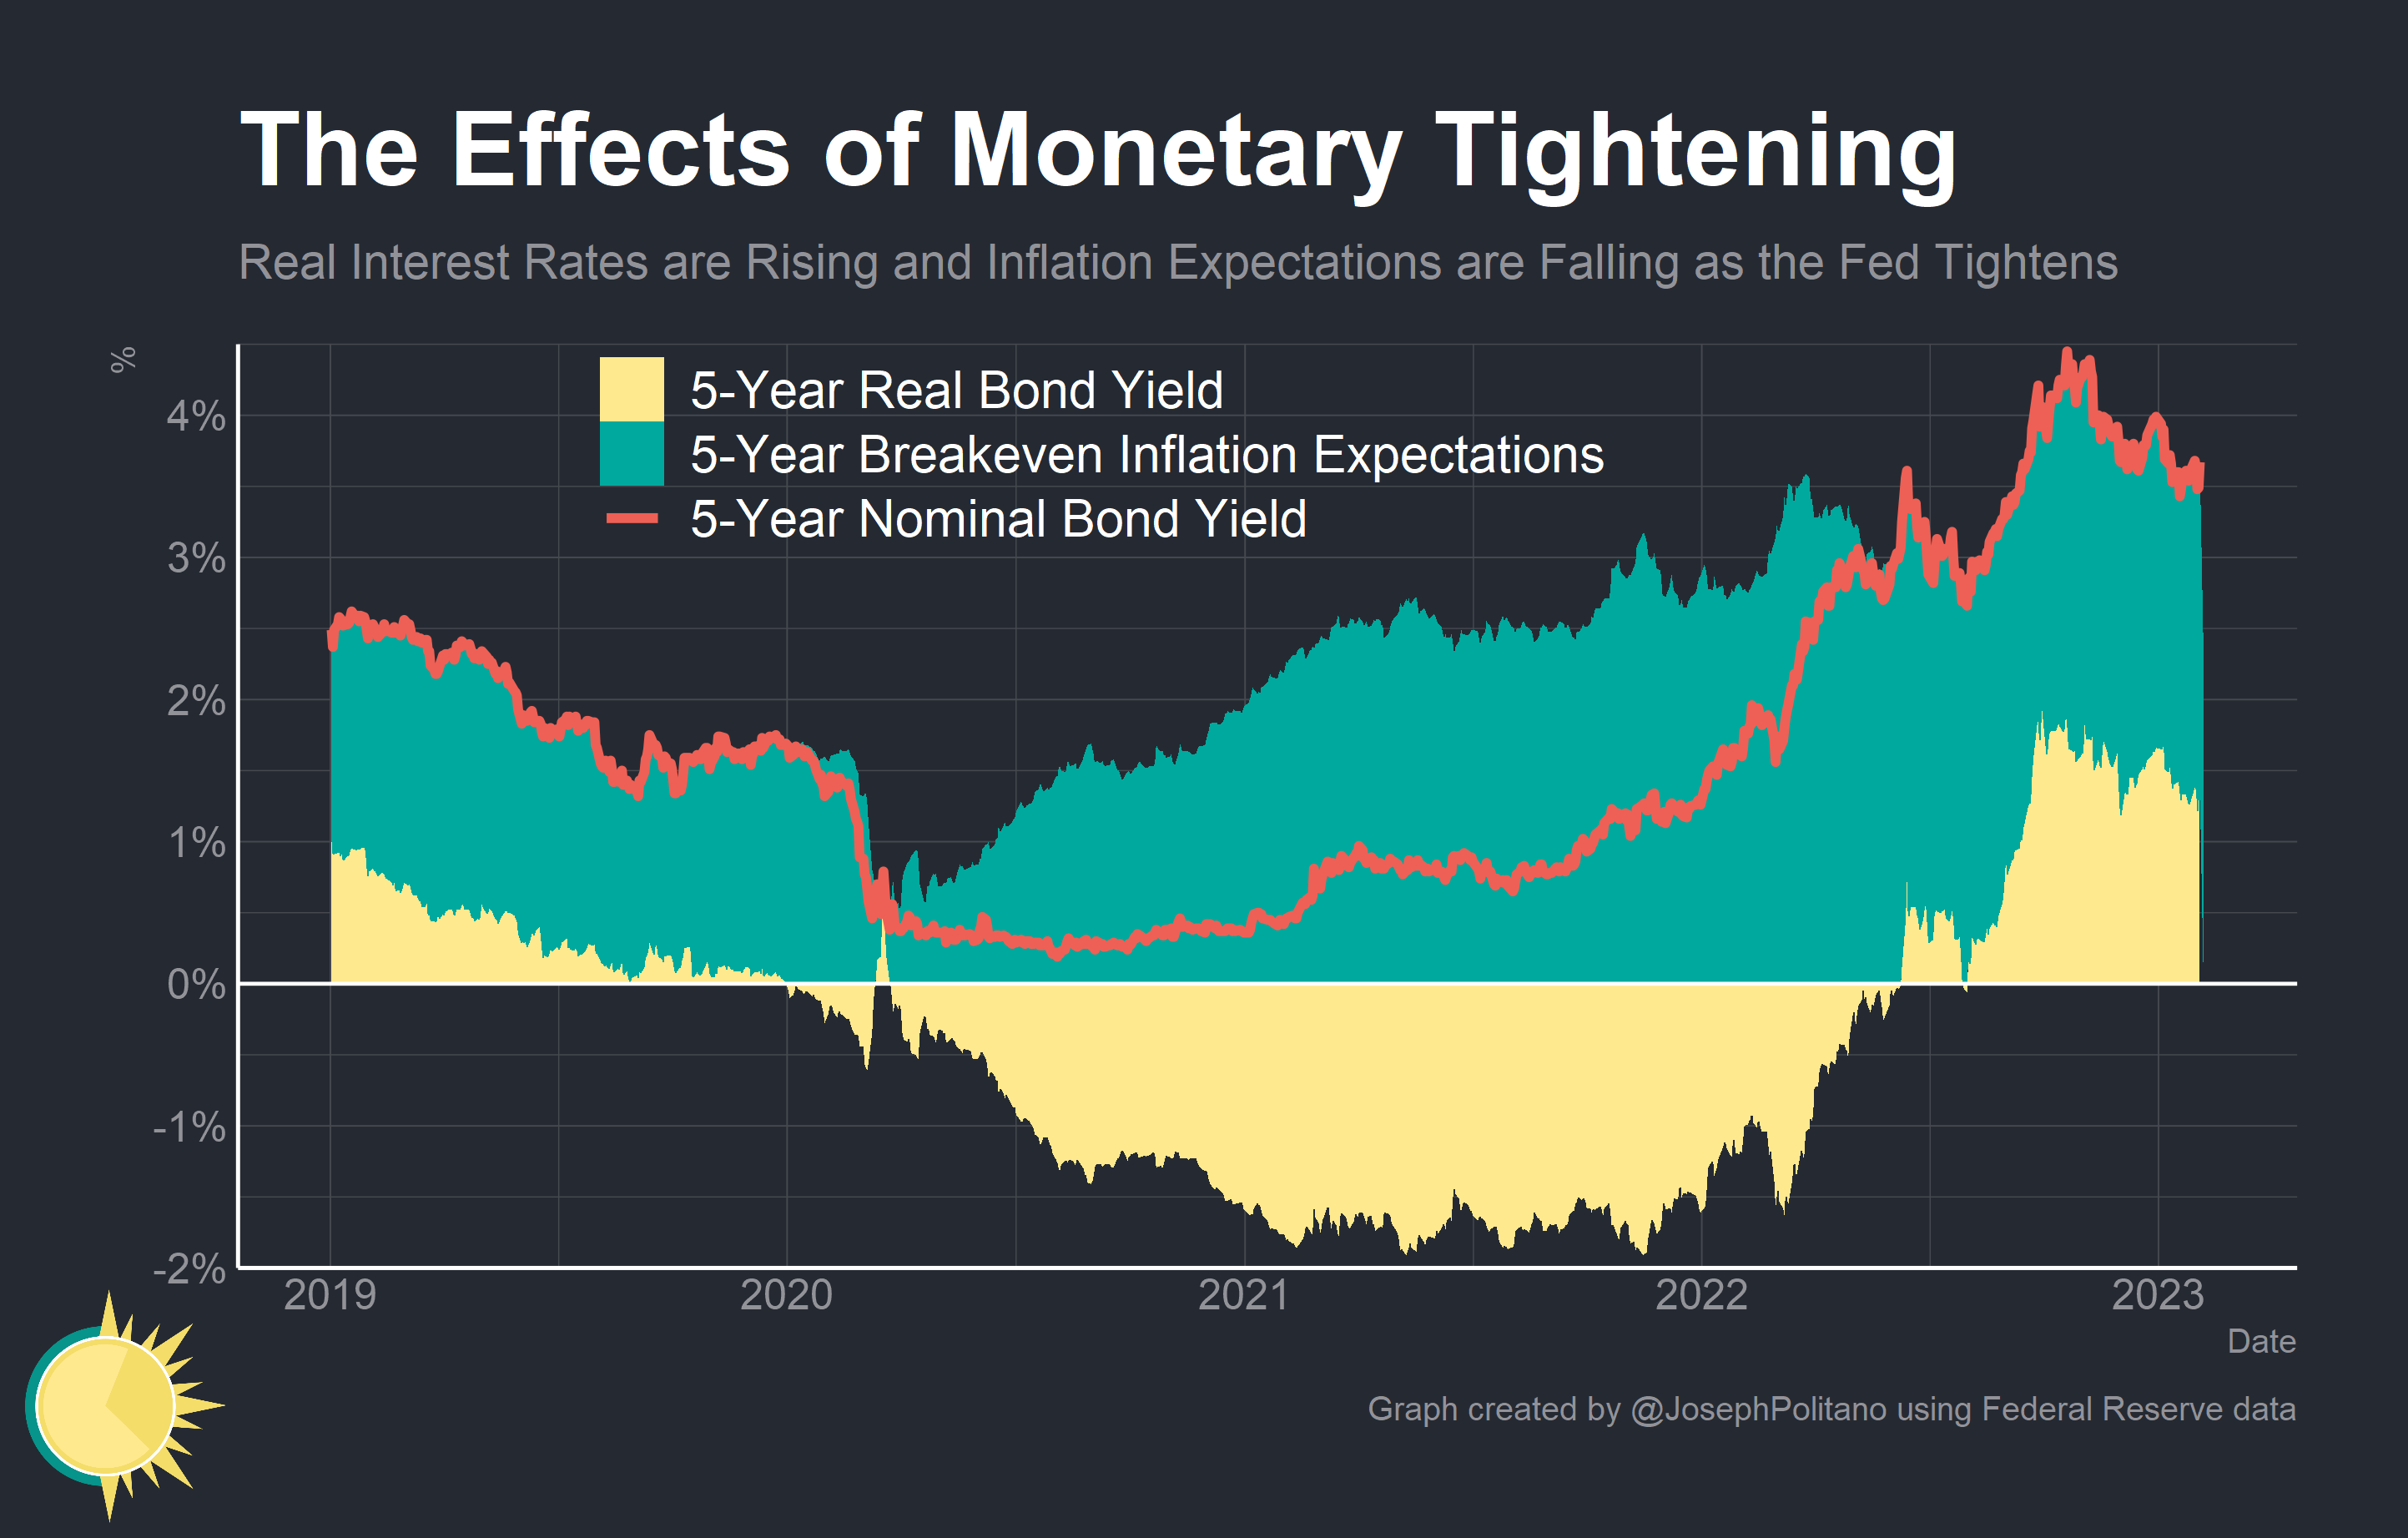 The Effects of Monetary Tightening
Real Interest Rates are Rising and Inflation Expectations are Falling as the Fed Tightens
%
5-Year Real Bond Yield
5-Year Breakeven Inflation Expectations
5-Year Nominal Bond Yield
4%
3%
2%
1%
0%
-1%
-2%
2019 2020 2021 2022 2023
Date
Graph created by @JosephPolitano using Federal Reserve data